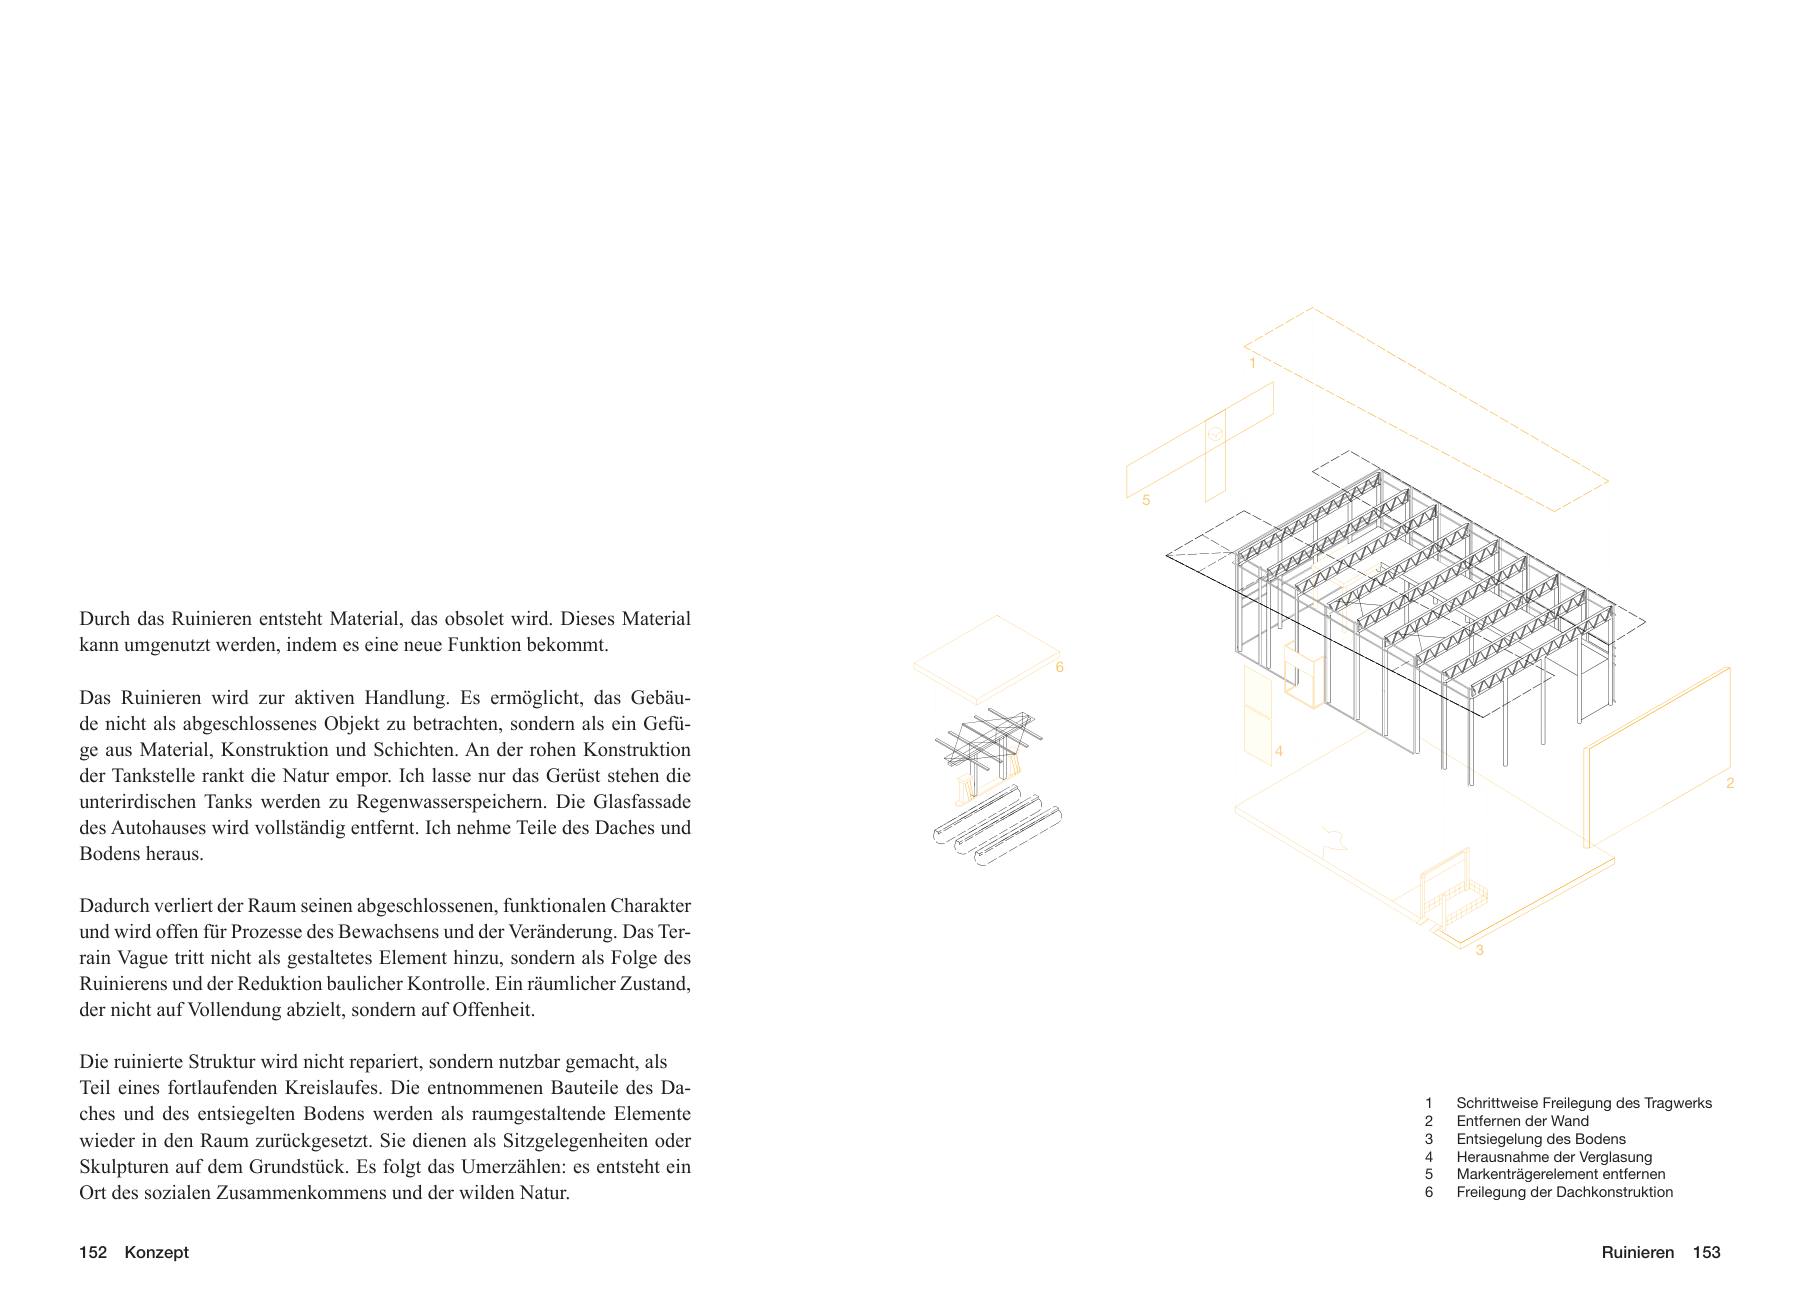 Durch das Ruinieren entsteht Material, das obsolet wird. Dieses Material
kann umgenutzt werden, indem es eine neue Funktion bekommt.
Das Ruinieren wird zur aktiven Handlung. Es ermöglicht, das Gebäu-
de nicht als abgeschlossenes Objekt zu betrachten, sondern als ein Gefü-
ge aus Material, Konstruktion und Schichten. An der rohen Konstruktion
der Tankstelle rankt die Natur empor. Ich lasse nur das Gerüst stehen die
unterirdischen Tanks werden zu Regenwasserspeichern. Die Glasfassade
des Autohauses wird vollständig entfernt. Ich nehme Teile des Daches und
Bodens heraus.
Dadurch verliert der Raum seinen abgeschlossenen, funktionalen Charakter
und wird offen für Prozesse des Bewachsens und der Veränderung. Das Ter-
rain Vague tritt nicht als gestaltetes Element hinzu, sondern als Folge des
Ruinierens und der Reduktion baulicher Kontrolle. Ein räumlicher Zustand,
der nicht auf Vollendung abzielt, sondern auf Offenheit.
Die ruinierte Struktur wird nicht repariert, sondern nutzbar gemacht, als
Teil eines fortlaufenden Kreislaufes. Die entnommenen Bauteile des Da-
ches und des entsiegelten Bodens werden als raumgestaltende Elemente
wieder in den Raum zurückgesetzt. Sie dienen als Sitzgelegenheiten oder
Skulpturen auf dem Grundstück. Es folgt das Umerzählen: es entsteht ein
Ort des sozialen Zusammenkommens und der wilden Natur.
152 Konzept
1
5
6
4
2
3
1 Schrittweise Freilegung des Tragwerks
2 Entfernen der Wand
3 Entsiegelung des Bodens
4 Herausnahme der Verglasung
5 Markenträgerelement entfernen
6 Freilegung der Dachkonstruktion
Ruinieren 153